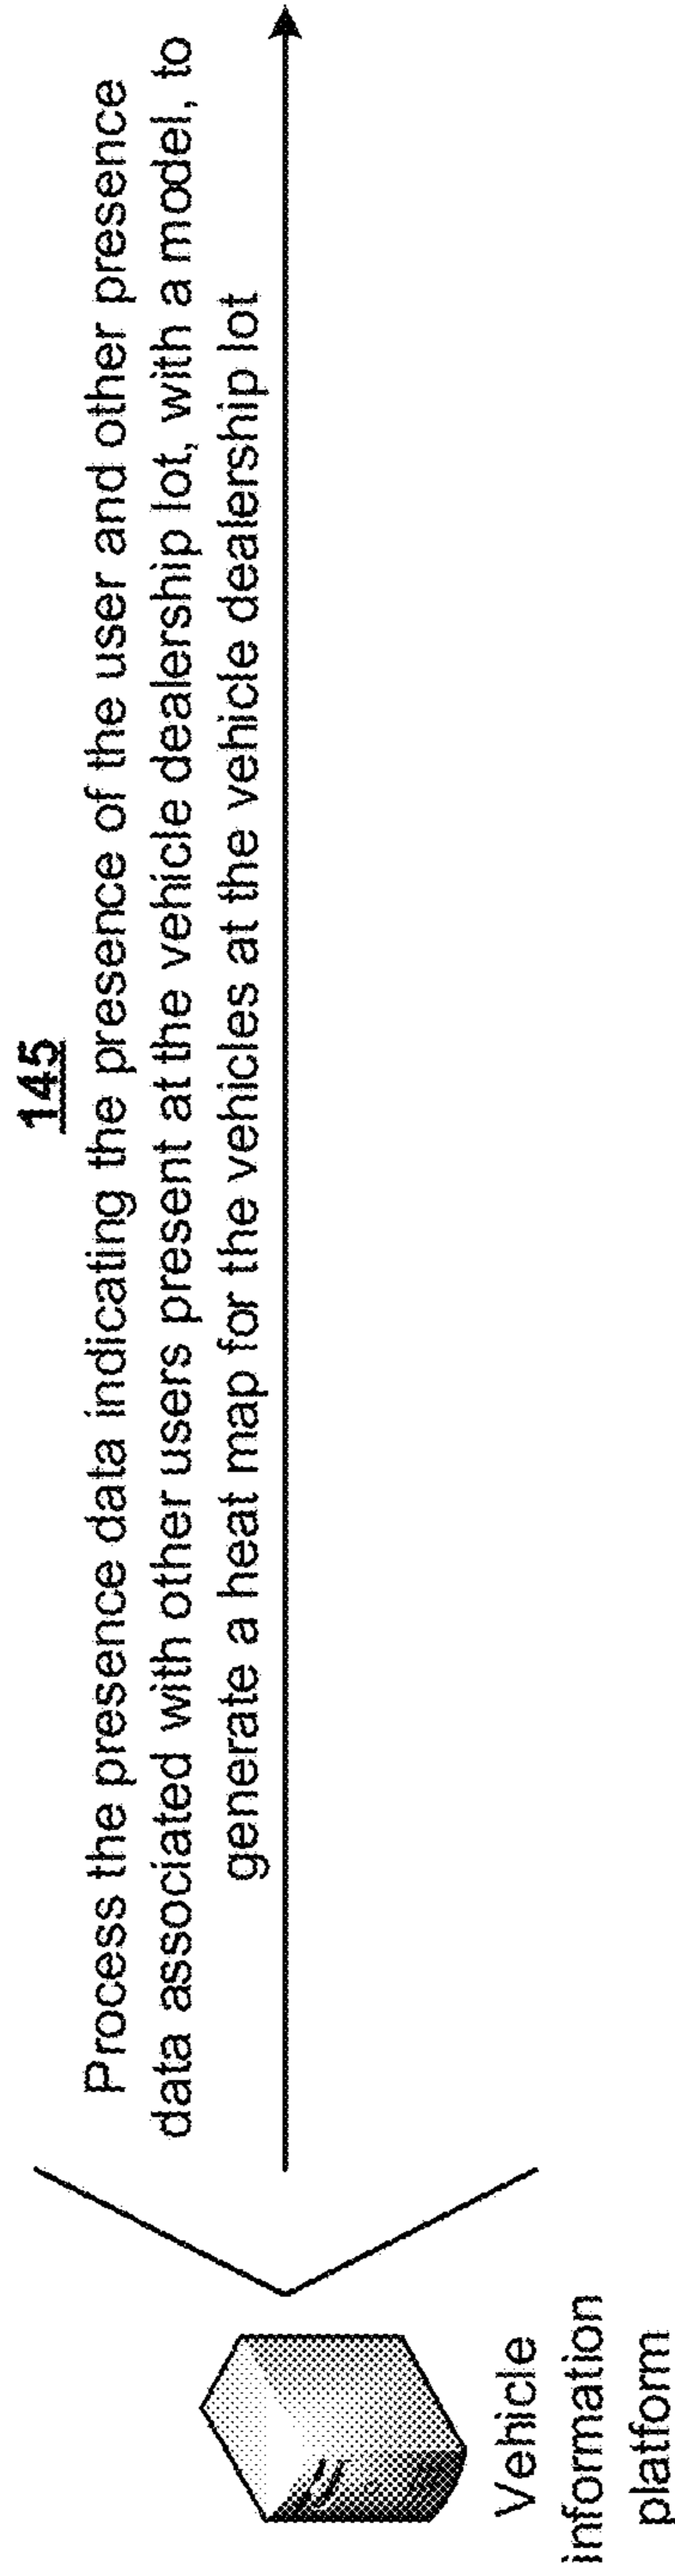 145
Process the presence data indicating the presence of the user and other presence
data associated with other users present at the vehicle dealership lot, with a model, to
generate a heat map for the vehicles at the vehicle dealership lot
Vehicle
information
platform